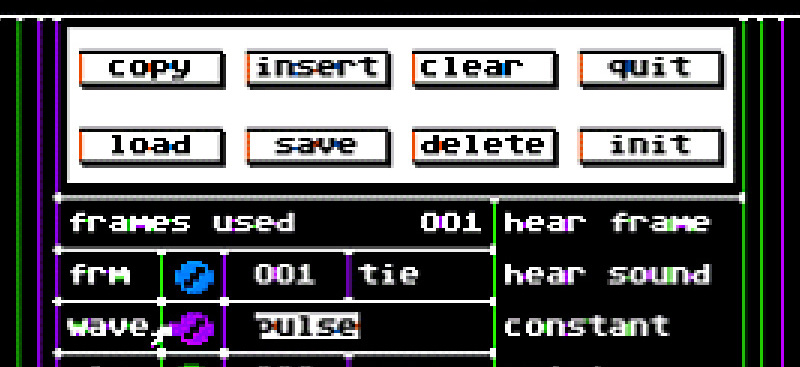 copy insert clear quit
load save delete init
frames used 001 hear frame
frm 001 tie hear sound
wave pulse constant